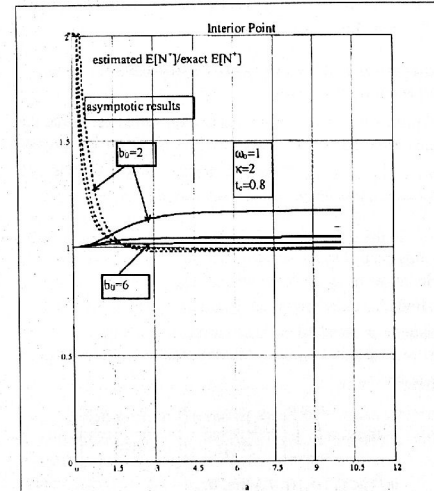 Interior Point
2
estimated E[N⁺]/exact E[N⁺]
asymptotic results
1.5
b₀=2
ω₀=1
κ=2
t_d=0.8
1
b₀=6
0.5
0
0 1.5 3 4 5 6 7.5 9 10.5 12
a